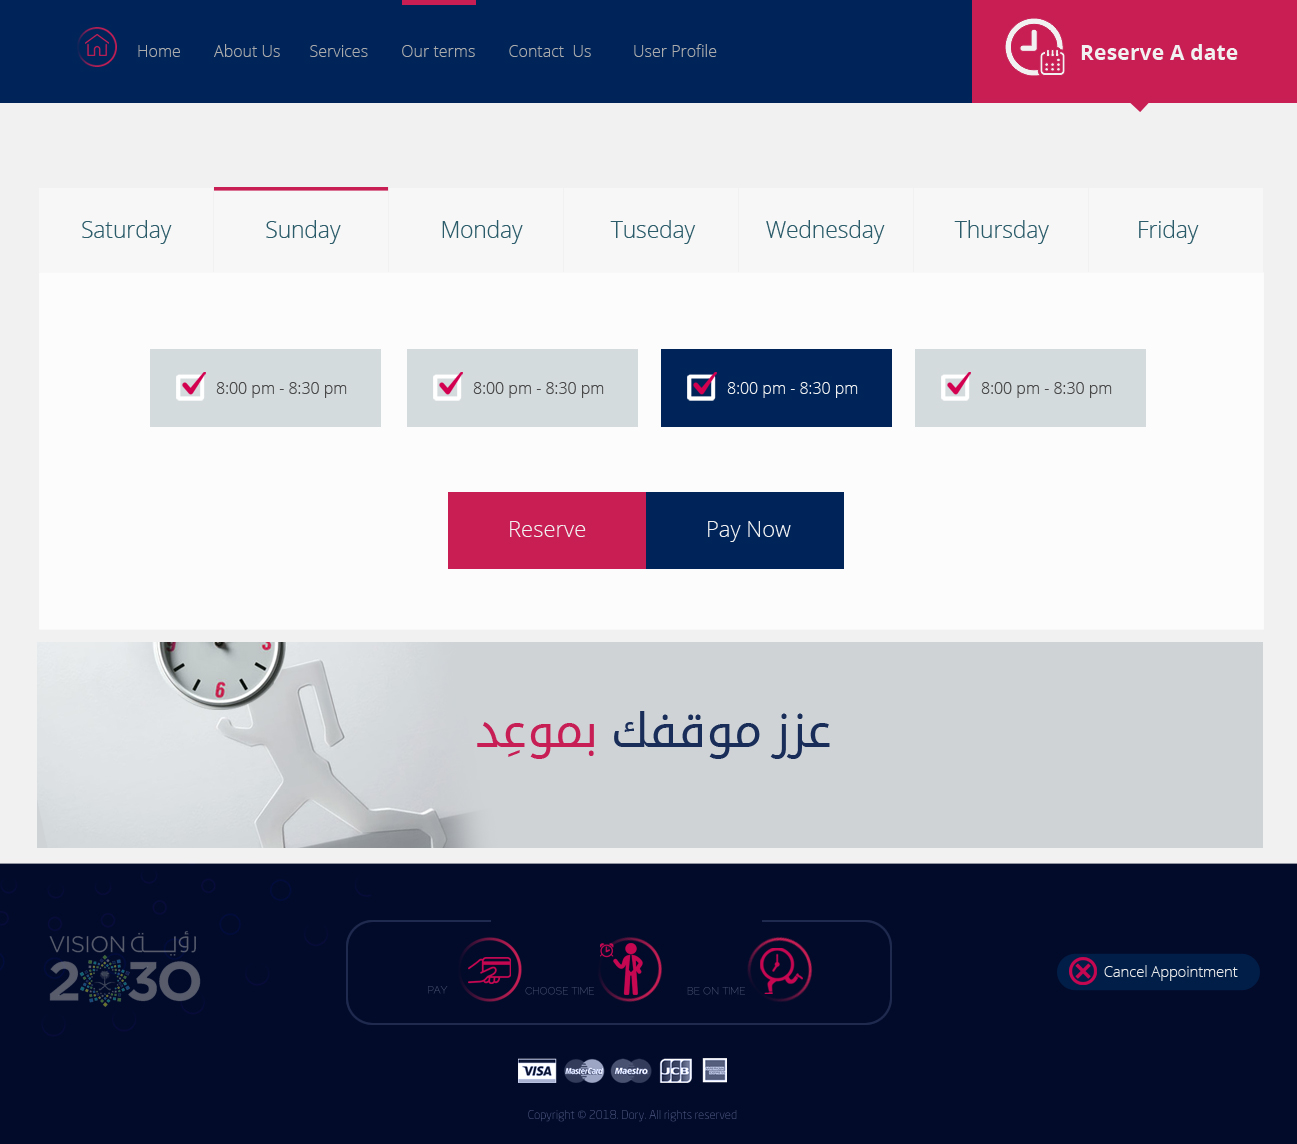 Home About Us Services Our terms Contact Us User Profile
Reserve A date
Saturday Sunday Monday Tuseday Wednesday Thursday Friday
8:00 pm - 8:30 pm 8:00 pm - 8:30 pm 8:00 pm - 8:30 pm 8:00 pm - 8:30 pm
Reserve Pay Now
3
6
عزز موقفك بموعِد
VISION رؤيـــة
2030
PAY CHOOSE TIME BE ON TIME
Cancel Appointment
VISA MasterCard Maestro JCB
Copyright © 2018. Dory. All rights reserved